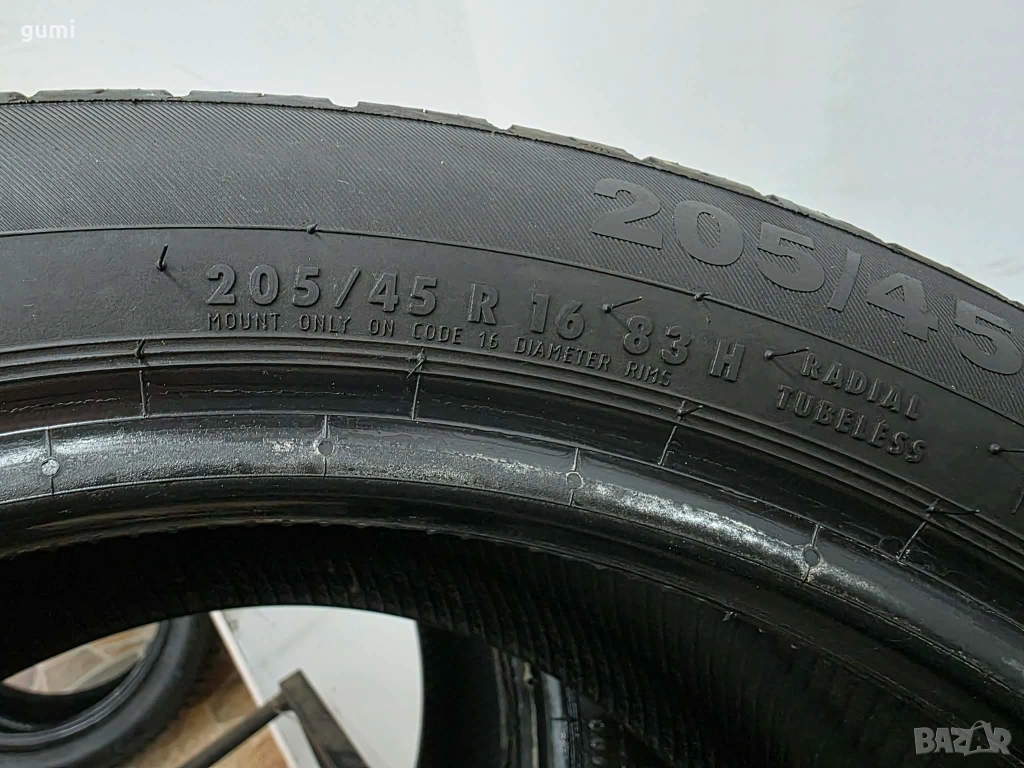 gumi
205/45
205/45 R 16 83 H
MOUNT ONLY ON CODE 16 DIAMETER RIMS
RADIAL
TUBELESS
BAZAR